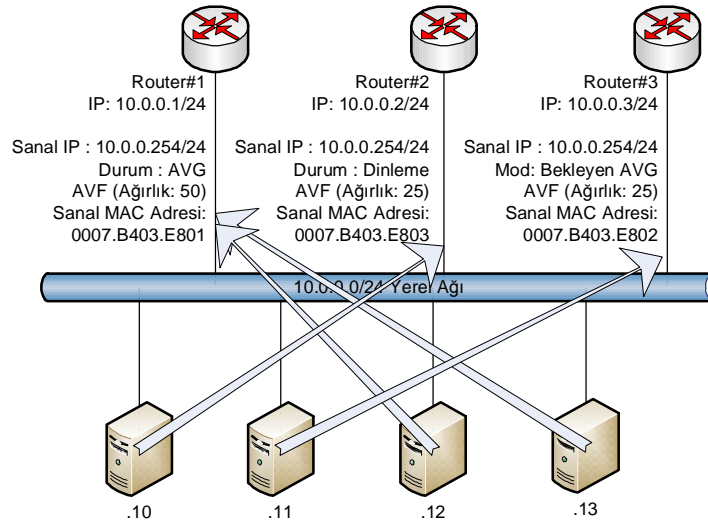 Router#1
IP: 10.0.0.1/24
Sanal IP : 10.0.0.254/24
Durum : AVG
AVF (Ağırlık: 50)
Sanal MAC Adresi:
0007.B403.E801
Router#2
IP: 10.0.0.2/24
Sanal IP : 10.0.0.254/24
Durum : Dinleme
AVF (Ağırlık: 25)
Sanal MAC Adresi:
0007.B403.E803
Router#3
IP: 10.0.0.3/24
Sanal IP : 10.0.0.254/24
Mod: Bekleyen AVG
AVF (Ağırlık: 25)
Sanal MAC Adresi:
0007.B403.E802
10.0.0.0/24 Yerel Ağı
.10
.11
.12
.13